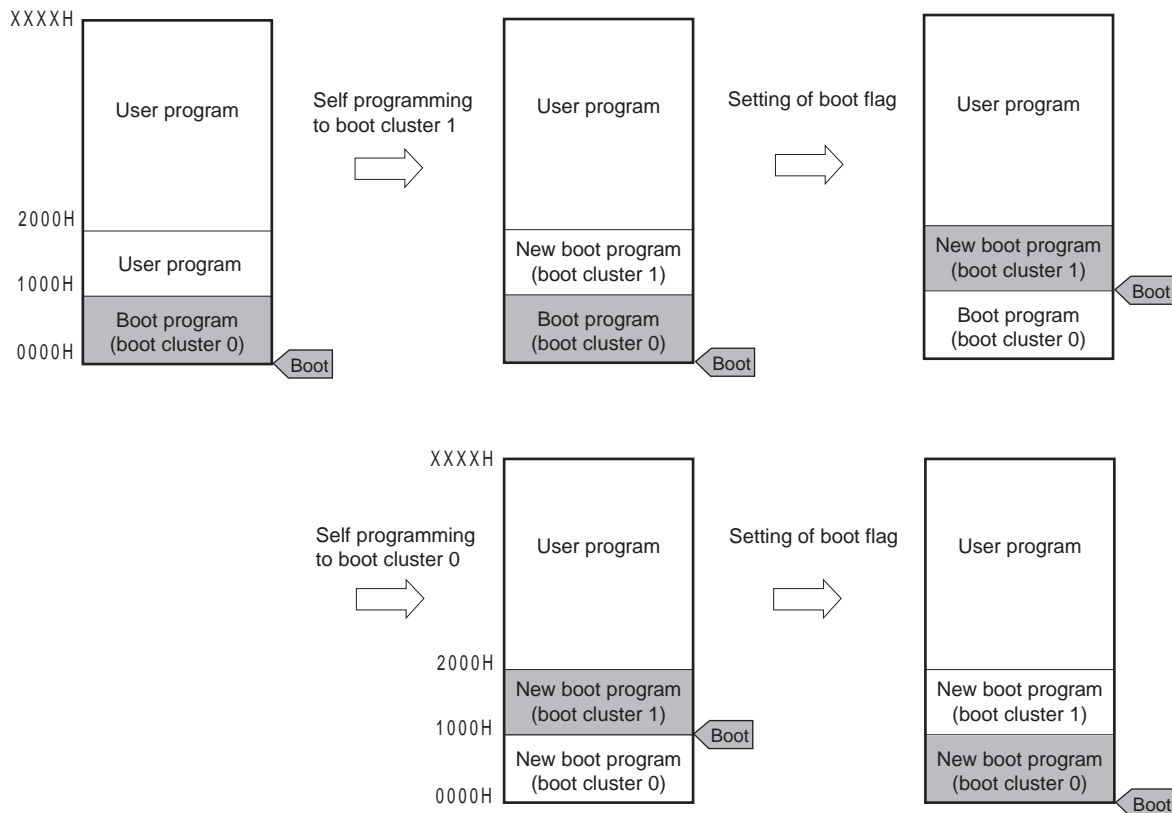 XXXXH
User program
2000H
User program
1000H
Boot program
(boot cluster 0)
0000H
Boot
Self programming
to boot cluster 1
User program
New boot program
(boot cluster 1)
Boot program
(boot cluster 0)
Boot
Setting of boot flag
User program
New boot program
(boot cluster 1)
Boot
Boot program
(boot cluster 0)
Self programming
to boot cluster 0
XXXXH
User program
2000H
New boot program
(boot cluster 1)
1000H
Boot
New boot program
(boot cluster 0)
0000H
Setting of boot flag
User program
New boot program
(boot cluster 1)
New boot program
(boot cluster 0)
Boot